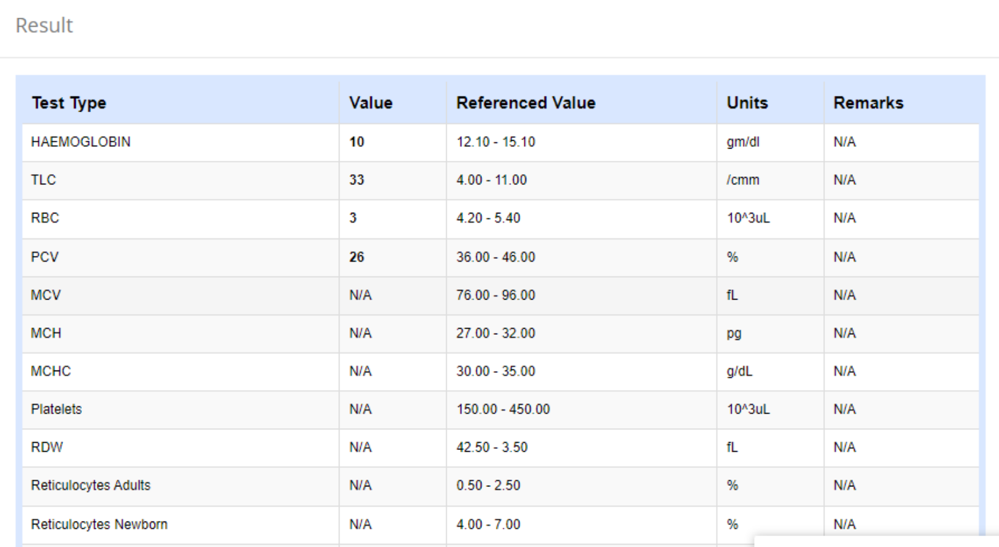 Result
Test Type Value Referenced Value Units Remarks
HAEMOGLOBIN 10 12.10 - 15.10 gm/dl N/A
TLC 33 4.00 - 11.00 /cmm N/A
RBC 3 4.20 - 5.40 10^3uL N/A
PCV 26 36.00 - 46.00 % N/A
MCV N/A 76.00 - 96.00 fL N/A
MCH N/A 27.00 - 32.00 pg N/A
MCHC N/A 30.00 - 35.00 g/dL N/A
Platelets N/A 150.00 - 450.00 10^3uL N/A
RDW N/A 42.50 - 3.50 fL N/A
Reticulocytes Adults N/A 0.50 - 2.50 % N/A
Reticulocytes Newborn N/A 4.00 - 7.00 % N/A